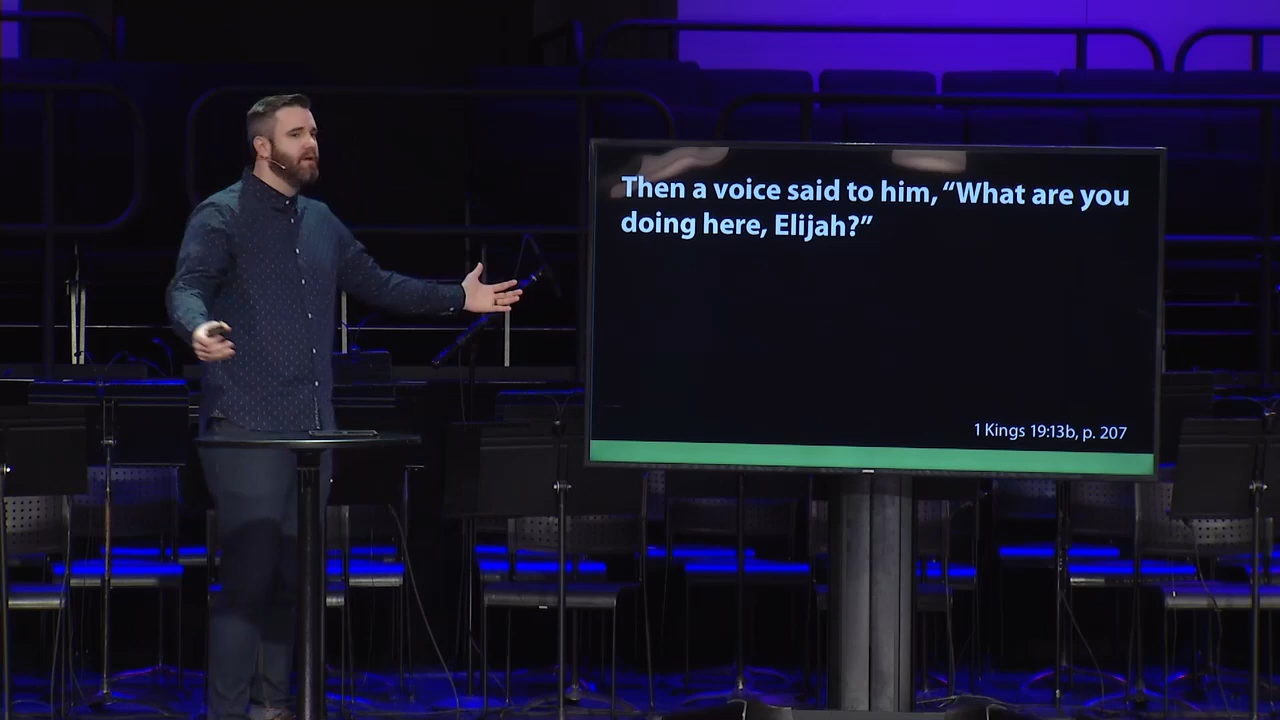 Then a voice said to him, “What are you
doing here, Elijah?”
1 Kings 19:13b, p. 207